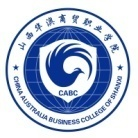 山西华澳商贸职业学院
CABC
CHINA AUSTRALIA BUSINESS COLLEGE OF SHANXI